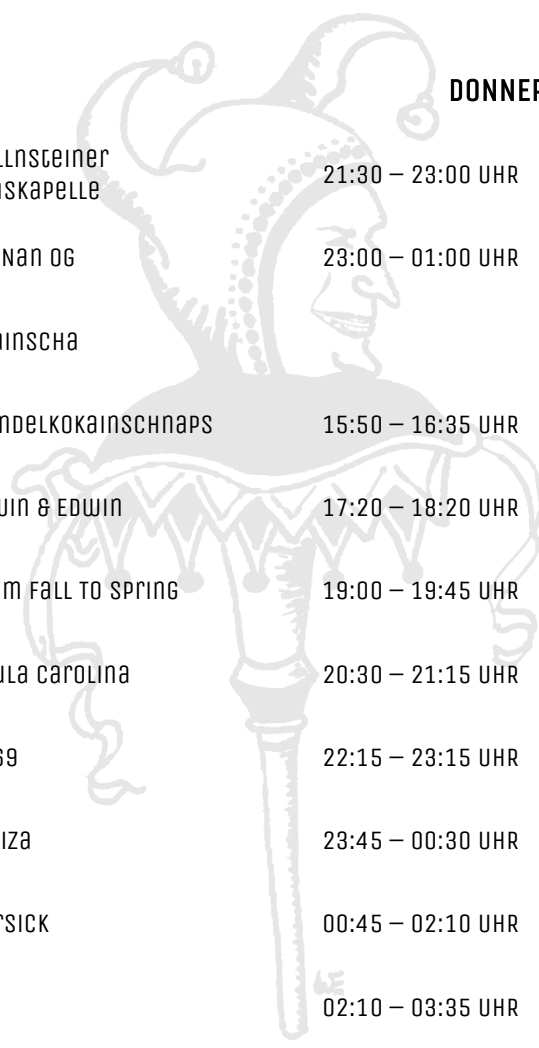 DONNER
llnsteiner 21:30 – 23:00 UHR
skapelle
nan OG 23:00 – 01:00 UHR
ainscha
ndelkokainschnaps 15:50 – 16:35 UHR
uin & Edwin 17:20 – 18:20 UHR
m Fall to Spring 19:00 – 19:45 UHR
ula Carolina 20:30 – 21:15 UHR
69 22:15 – 23:15 UHR
iza 23:45 – 00:30 UHR
rsick 00:45 – 02:10 UHR
02:10 – 03:35 UHR